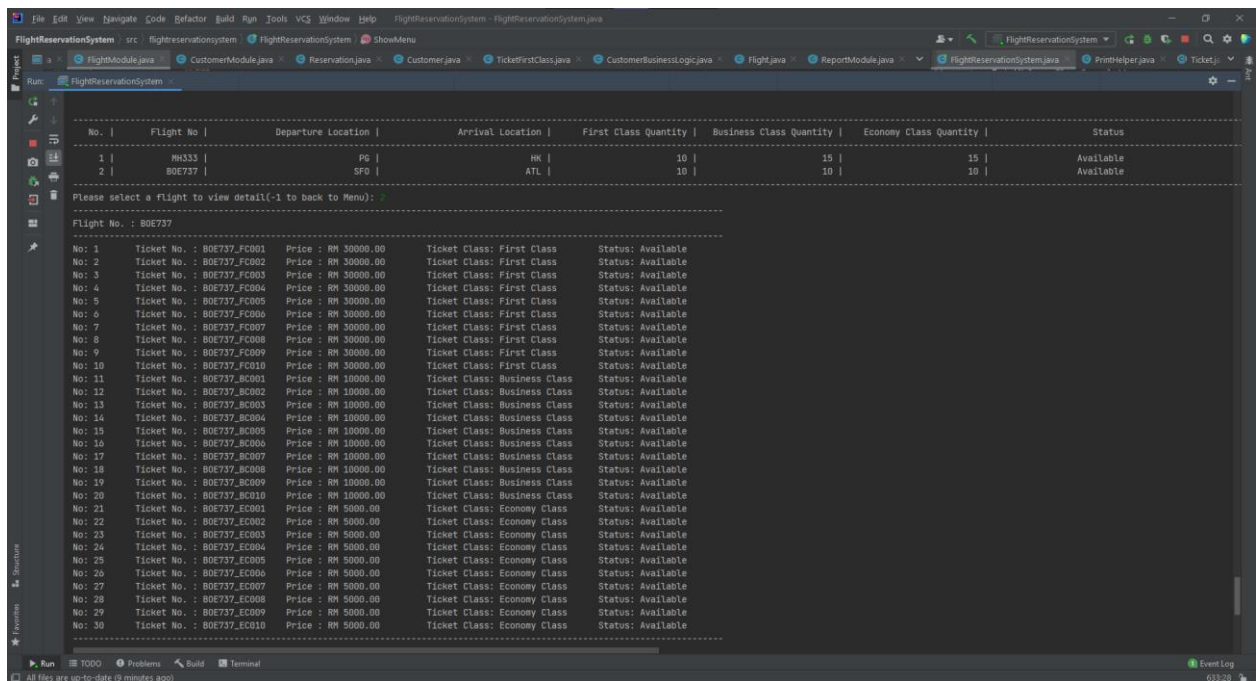 File Edit View Navigate Code Refactor Build Run Tools VCS Window Help FlightReservationSystem - FlightReservationSystem.java
FlightReservationSystem src flightreservationsystem FlightReservationSystem ShowMenu FlightReservationSystem
Project a FlightModule.java CustomerModule.java Reservation.java Customer.java TicketFirstClass.java CustomerBusinessLogic.java Flight.java ReportModule.java FlightReservationSystem.java PrintHelper.java Ticket.j Ant
Run: FlightReservationSystem
No. | Flight No | Departure Location | Arrival Location | First Class Quantity | Business Class Quantity | Economy Class Quantity | Status
1 | MH333 | PG | HK | 10 | 15 | 15 | Available
2 | BOE737 | SFO | ATL | 10 | 10 | 10 | Available
Please select a flight to view detail(-1 to back to Menu): 2
Flight No. : BOE737
No: 1 Ticket No. : BOE737_FC001 Price : RM 30000.00 Ticket Class: First Class Status: Available
No: 2 Ticket No. : BOE737_FC002 Price : RM 30000.00 Ticket Class: First Class Status: Available
No: 3 Ticket No. : BOE737_FC003 Price : RM 30000.00 Ticket Class: First Class Status: Available
No: 4 Ticket No. : BOE737_FC004 Price : RM 30000.00 Ticket Class: First Class Status: Available
No: 5 Ticket No. : BOE737_FC005 Price : RM 30000.00 Ticket Class: First Class Status: Available
No: 6 Ticket No. : BOE737_FC006 Price : RM 30000.00 Ticket Class: First Class Status: Available
No: 7 Ticket No. : BOE737_FC007 Price : RM 30000.00 Ticket Class: First Class Status: Available
No: 8 Ticket No. : BOE737_FC008 Price : RM 30000.00 Ticket Class: First Class Status: Available
No: 9 Ticket No. : BOE737_FC009 Price : RM 30000.00 Ticket Class: First Class Status: Available
No: 10 Ticket No. : BOE737_FC010 Price : RM 30000.00 Ticket Class: First Class Status: Available
No: 11 Ticket No. : BOE737_BC001 Price : RM 10000.00 Ticket Class: Business Class Status: Available
No: 12 Ticket No. : BOE737_BC002 Price : RM 10000.00 Ticket Class: Business Class Status: Available
No: 13 Ticket No. : BOE737_BC003 Price : RM 10000.00 Ticket Class: Business Class Status: Available
No: 14 Ticket No. : BOE737_BC004 Price : RM 10000.00 Ticket Class: Business Class Status: Available
No: 15 Ticket No. : BOE737_BC005 Price : RM 10000.00 Ticket Class: Business Class Status: Available
No: 16 Ticket No. : BOE737_BC006 Price : RM 10000.00 Ticket Class: Business Class Status: Available
No: 17 Ticket No. : BOE737_BC007 Price : RM 10000.00 Ticket Class: Business Class Status: Available
No: 18 Ticket No. : BOE737_BC008 Price : RM 10000.00 Ticket Class: Business Class Status: Available
No: 19 Ticket No. : BOE737_BC009 Price : RM 10000.00 Ticket Class: Business Class Status: Available
No: 20 Ticket No. : BOE737_BC010 Price : RM 10000.00 Ticket Class: Business Class Status: Available
No: 21 Ticket No. : BOE737_EC001 Price : RM 5000.00 Ticket Class: Economy Class Status: Available
No: 22 Ticket No. : BOE737_EC002 Price : RM 5000.00 Ticket Class: Economy Class Status: Available
No: 23 Ticket No. : BOE737_EC003 Price : RM 5000.00 Ticket Class: Economy Class Status: Available
No: 24 Ticket No. : BOE737_EC004 Price : RM 5000.00 Ticket Class: Economy Class Status: Available
No: 25 Ticket No. : BOE737_EC005 Price : RM 5000.00 Ticket Class: Economy Class Status: Available
No: 26 Ticket No. : BOE737_EC006 Price : RM 5000.00 Ticket Class: Economy Class Status: Available
No: 27 Ticket No. : BOE737_EC007 Price : RM 5000.00 Ticket Class: Economy Class Status: Available
No: 28 Ticket No. : BOE737_EC008 Price : RM 5000.00 Ticket Class: Economy Class Status: Available
No: 29 Ticket No. : BOE737_EC009 Price : RM 5000.00 Ticket Class: Economy Class Status: Available
No: 30 Ticket No. : BOE737_EC010 Price : RM 5000.00 Ticket Class: Economy Class Status: Available
Structure
Favorites
Run TODO Problems Build Terminal Event Log
All files are up-to-date (9 minutes ago) 633:28